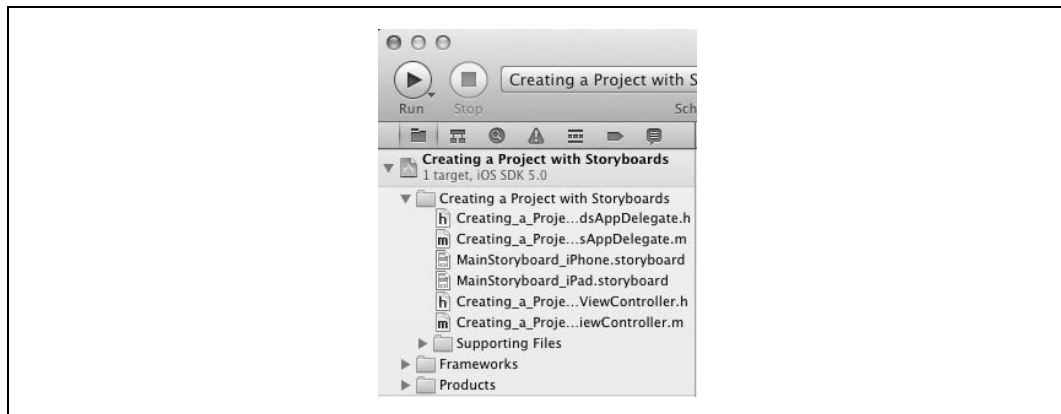 Creating a Project with S
Run Stop Sch
Creating a Project with Storyboards
1 target, iOS SDK 5.0
Creating a Project with Storyboards
h Creating_a_Proje...dsAppDelegate.h
m Creating_a_Proje...sAppDelegate.m
MainStoryboard_iPhone.storyboard
MainStoryboard_iPad.storyboard
h Creating_a_Proje...ViewController.h
m Creating_a_Proje...iewController.m
Supporting Files
Frameworks
Products